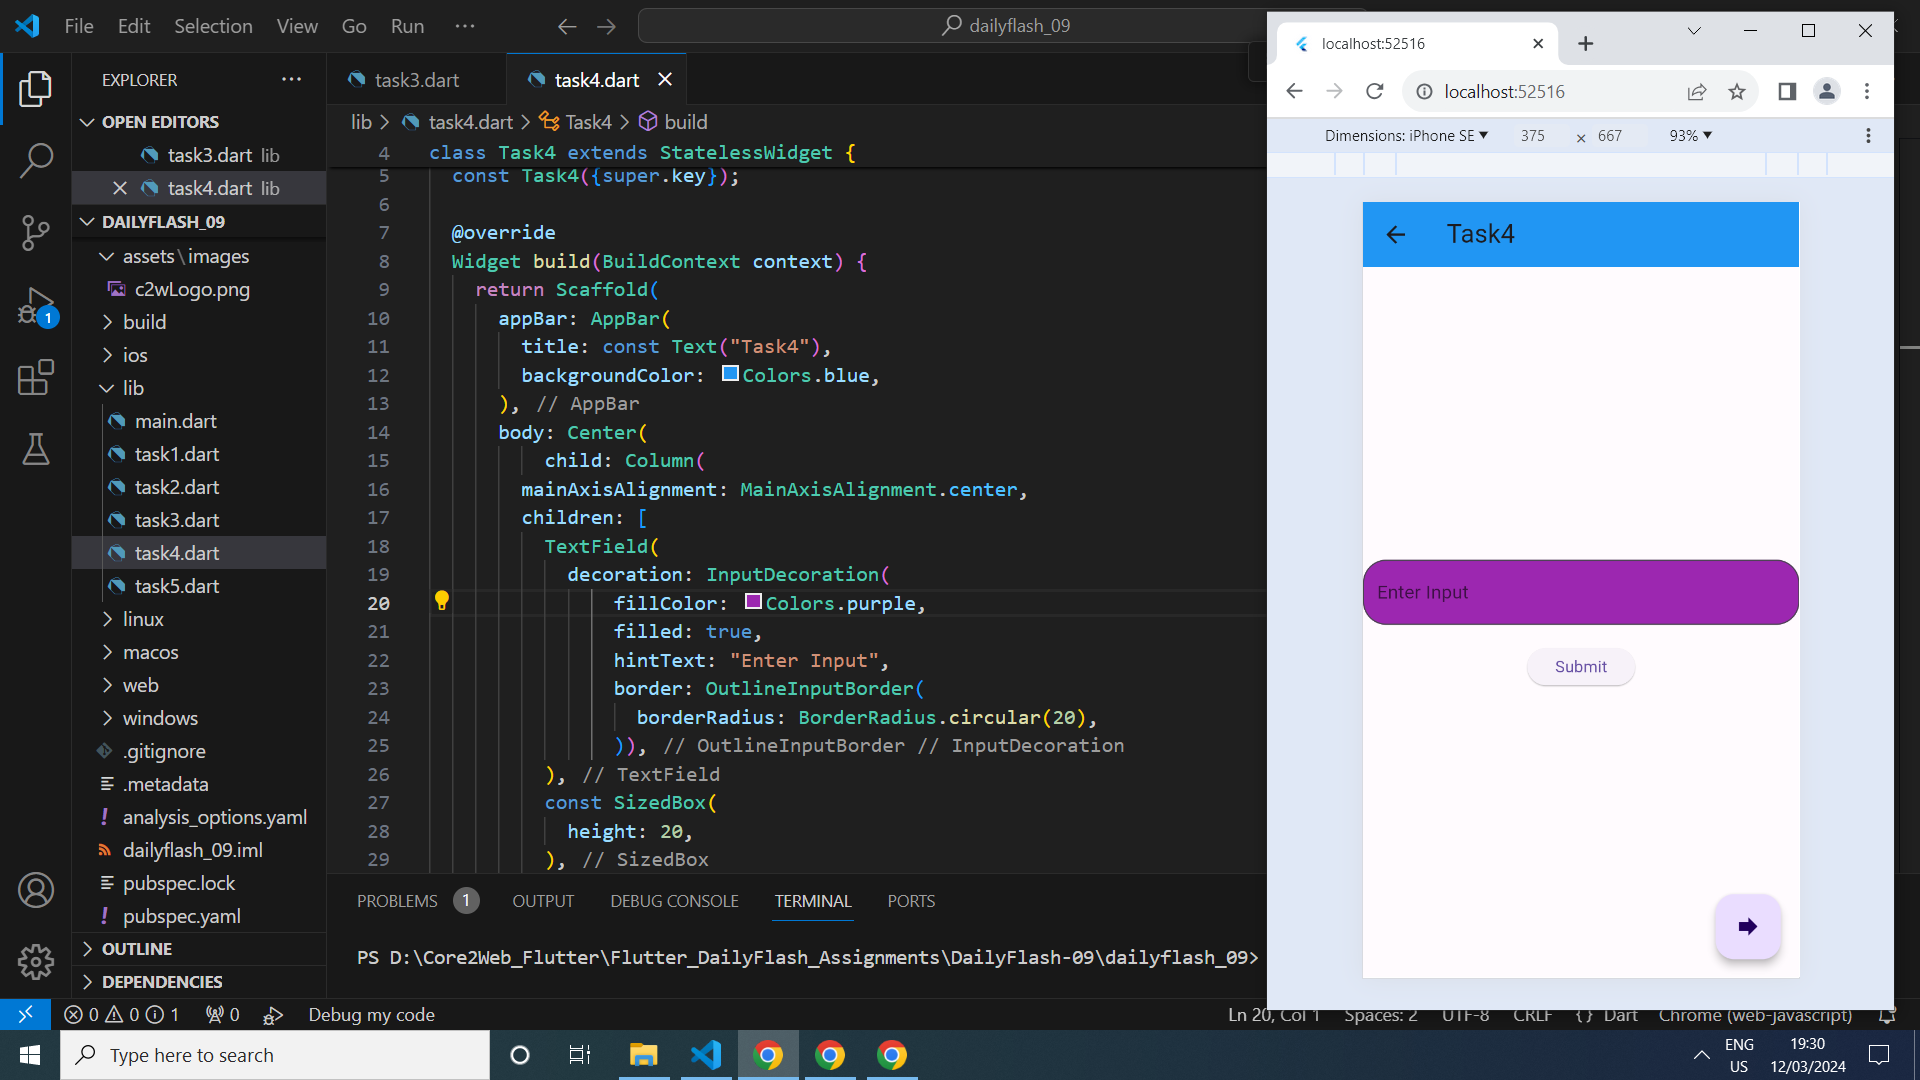 File Edit Selection View Go Run ···
dailyflash_09
EXPLORER ···
OPEN EDITORS
task3.dart lib
task4.dart lib
DAILYFLASH_09
assets\images
c2wLogo.png
build
ios
lib
main.dart
task1.dart
task2.dart
task3.dart
task4.dart
task5.dart
linux
macos
web
windows
.gitignore
.metadata
analysis_options.yaml
dailyflash_09.iml
pubspec.lock
pubspec.yaml
OUTLINE
DEPENDENCIES
1
task3.dart
task4.dart
lib > task4.dart > Task4 > build
4 class Task4 extends StatelessWidget {
5 const Task4({super.key});
6
7 @override
8 Widget build(BuildContext context) {
9 return Scaffold(
10 appBar: AppBar(
11 title: const Text("Task4"),
12 backgroundColor: Colors.blue,
13 ), // AppBar
14 body: Center(
15 child: Column(
16 mainAxisAlignment: MainAxisAlignment.center,
17 children: [
18 TextField(
19 decoration: InputDecoration(
20 fillColor: Colors.purple,
21 filled: true,
22 hintText: "Enter Input",
23 border: OutlineInputBorder(
24 borderRadius: BorderRadius.circular(20),
25 )), // OutlineInputBorder // InputDecoration
26 ), // TextField
27 const SizedBox(
28 height: 20,
29 ), // SizedBox
PROBLEMS 1 OUTPUT DEBUG CONSOLE TERMINAL PORTS
PS D:\Core2Web_Flutter\Flutter_DailyFlash_Assignments\DailyFlash-09\dailyflash_09>
localhost:52516
localhost:52516
Dimensions: iPhone SE 375 × 667 93%
Task4
Enter Input
Submit
0 0 1 0 Debug my code
Ln 20, Col 1 Spaces: 2 UTF-8 CRLF {} Dart Chrome (web-javascript)
Type here to search
ENG
US
19:30
12/03/2024